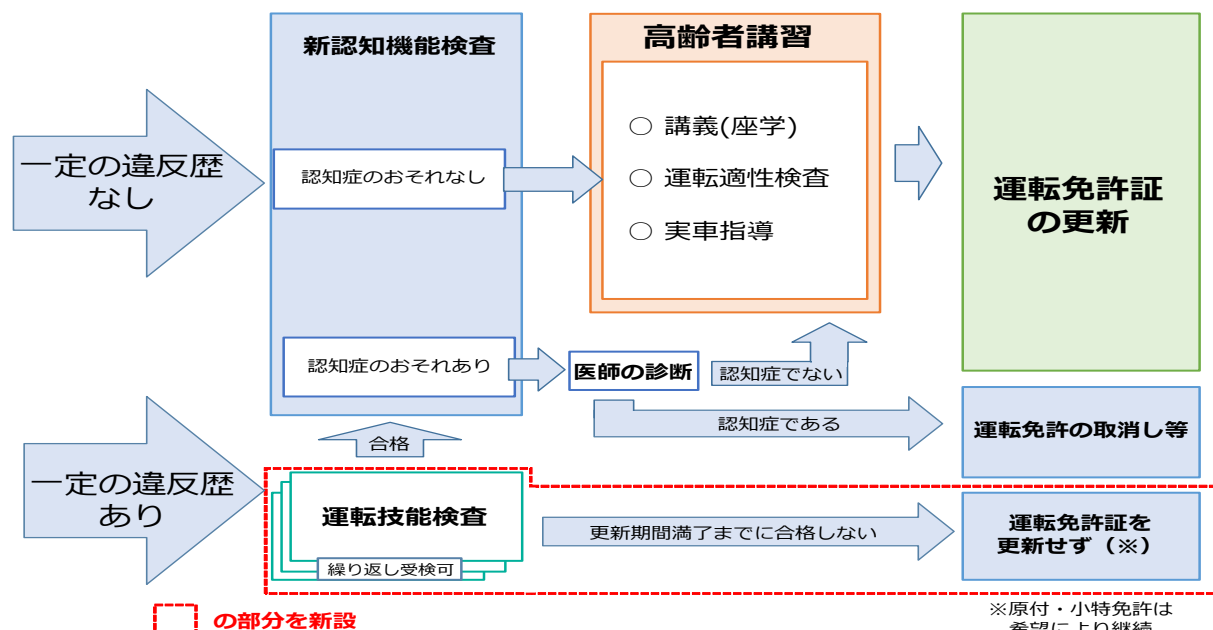 新認知機能検査
高齢者講習
一定の違反歴
なし
認知症のおそれなし
○ 講義(座学)
○ 運転適性検査
○ 実車指導
運転免許証
の更新
認知症のおそれあり
医師の診断
認知症でない
認知症である
運転免許の取消し等
合格
一定の違反歴
あり
運転技能検査
繰り返し受検可
更新期間満了までに合格しない
運転免許証を
更新せず（※）
の部分を新設
※原付・小特免許は
希望により継続